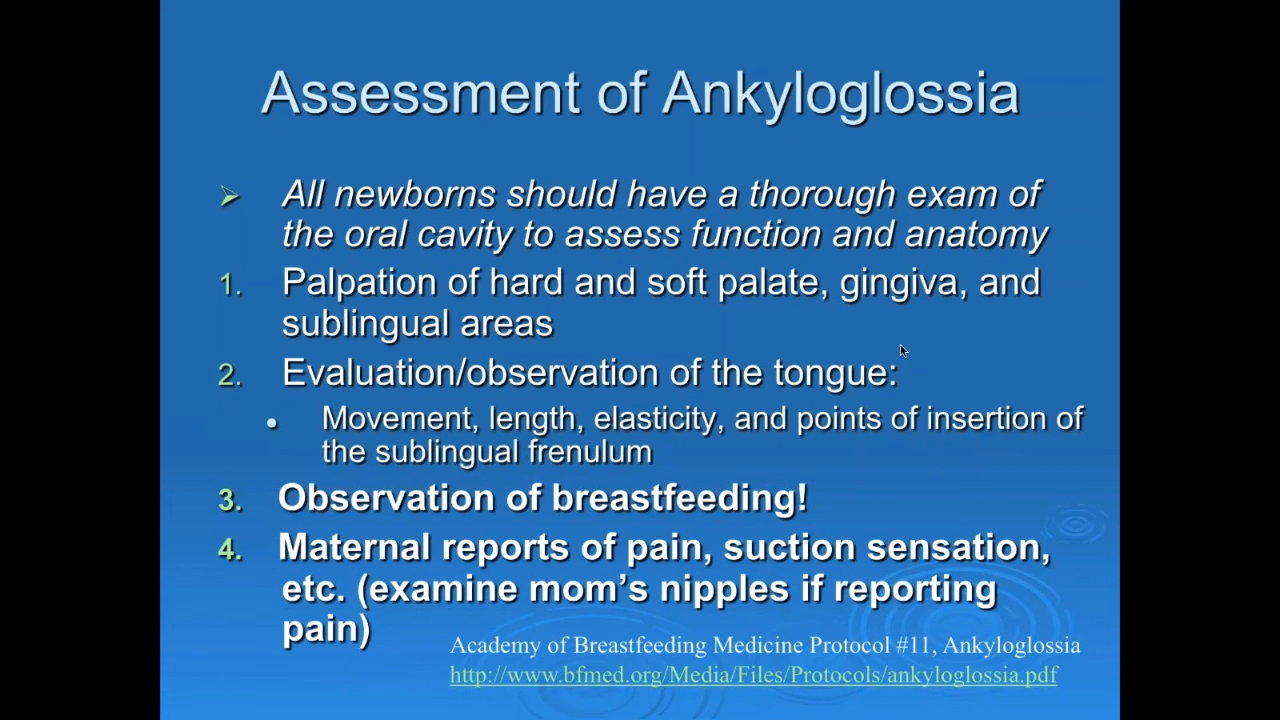 Assessment of Ankyloglossia
➢ All newborns should have a thorough exam of
the oral cavity to assess function and anatomy
1. Palpation of hard and soft palate, gingiva, and
sublingual areas
2. Evaluation/observation of the tongue:
• Movement, length, elasticity, and points of insertion of
the sublingual frenulum
3. Observation of breastfeeding!
4. Maternal reports of pain, suction sensation,
etc. (examine mom’s nipples if reporting
pain)
Academy of Breastfeeding Medicine Protocol #11, Ankyloglossia
http://www.bfmed.org/Media/Files/Protocols/ankyloglossia.pdf